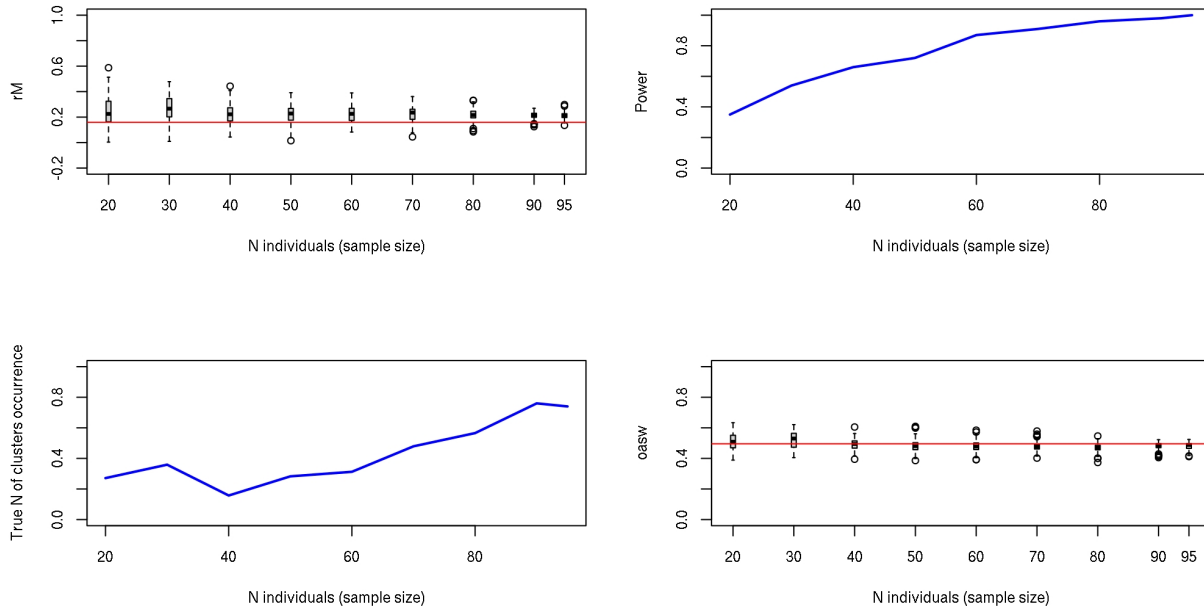 rM
1.0
0.6
0.2
-0.2
20 30 40 50 60 70 80 90 95
N individuals (sample size)
Power
0.8
0.4
0.0
20 40 60 80
N individuals (sample size)
True N of clusters occurrence
0.8
0.4
0.0
20 40 60 80
N individuals (sample size)
oasw
0.8
0.4
0.0
20 30 40 50 60 70 80 90 95
N individuals (sample size)